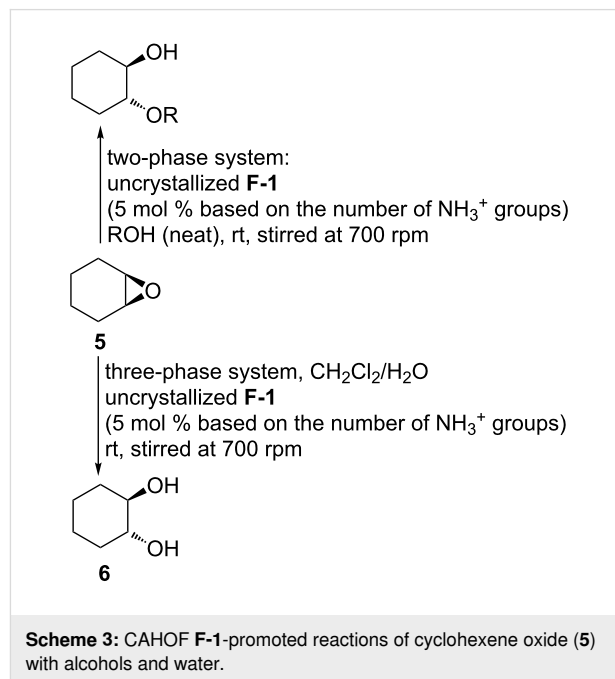 OH
OR
two-phase system:
uncrystallized F-1
(5 mol % based on the number of NH₃⁺ groups)
ROH (neat), rt, stirred at 700 rpm
O
5
three-phase system, CH₂Cl₂/H₂O
uncrystallized F-1
(5 mol % based on the number of NH₃⁺ groups)
rt, stirred at 700 rpm
OH
OH
6
Scheme 3: CAHOF F-1-promoted reactions of cyclohexene oxide (5)
with alcohols and water.